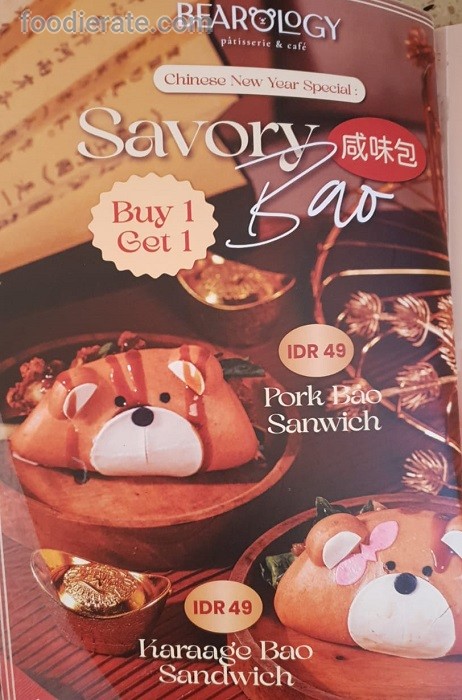 foodierate.com
BEAROLOGY
pâtisserie & café
Chinese New Year Special :
Savory
咸味包
Bao
Buy 1
Get 1
IDR 49
Pork Bao
Sanwich
IDR 49
Karaage Bao
Sandwich